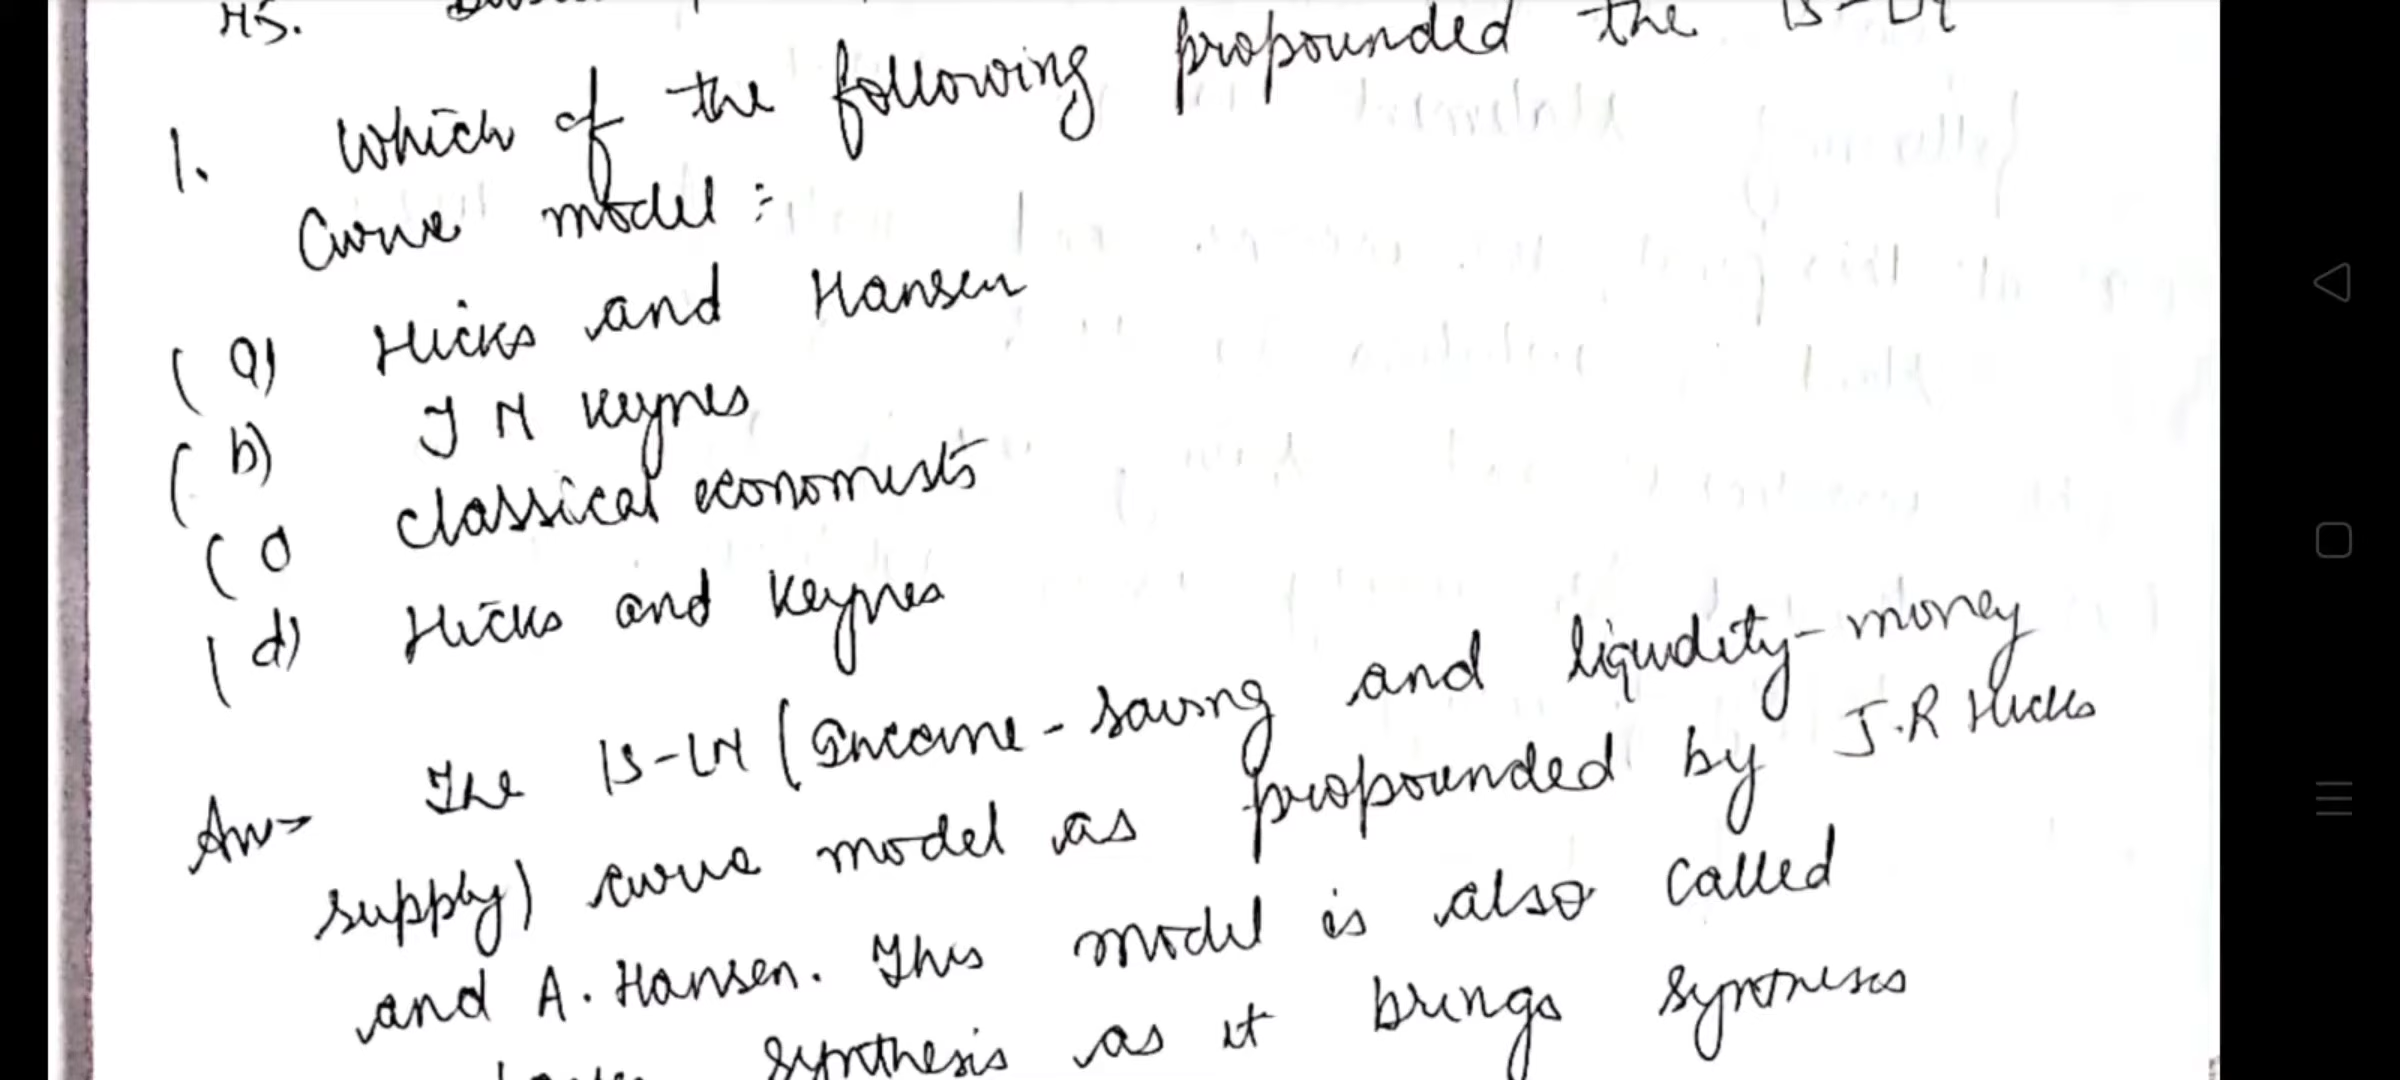 HS.
1. Which of the following propounded the IS-LM
Curve model :-
(a) Hicks and Hansen
(b) J M Keynes
(c) classical economists
(d) Hicks and Keynes
Ans The IS-LM (Income-saving and liqudity-money
supply) curve model as propounded by J.R Hicks
and A. Hansen. This model is also called
synthesis as it brings synthesis